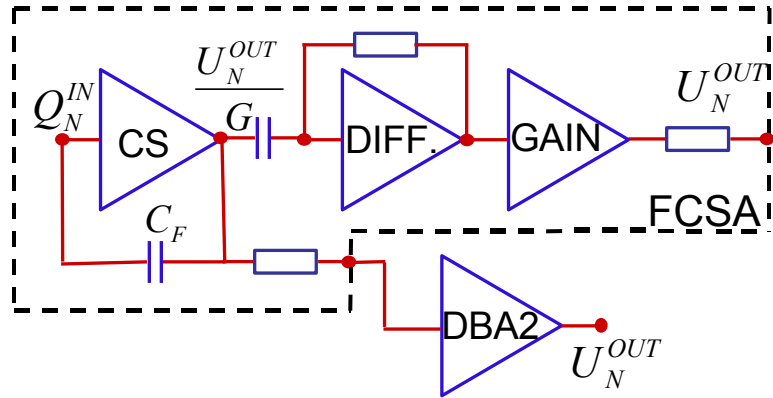 U_N^{OUT}
G
Q_N^{IN}
CS
DIFF.
GAIN
U_N^{OUT}
FCSA
C_F
DBA2
U_N^{OUT}